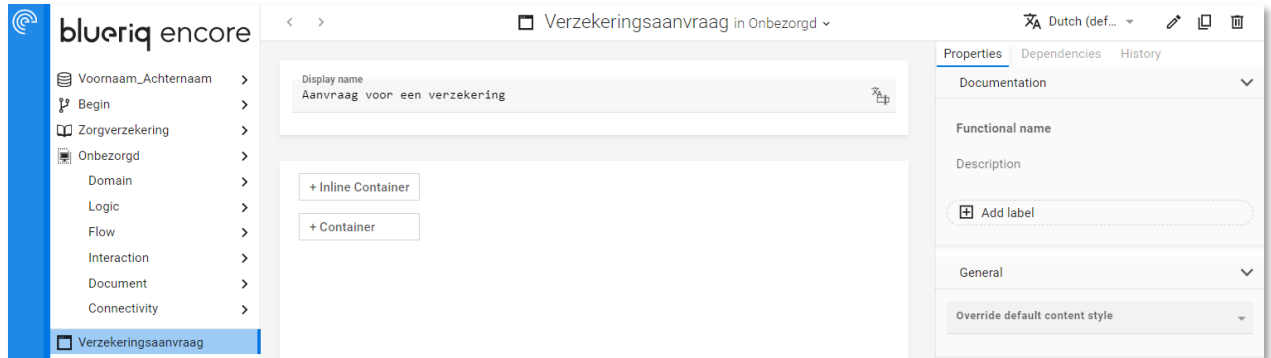 blueriq encore
Verzekeringsaanvraag in Onbezorgd
Dutch (def...
Voornaam_Achternaam
Begin
Zorgverzekering
Onbezorgd
Domain
Logic
Flow
Interaction
Document
Connectivity
Verzekeringsaanvraag
Display name
Aanvraag voor een verzekering
+ Inline Container
+ Container
Properties Dependencies History
Documentation
Functional name
Description
Add label
General
Override default content style